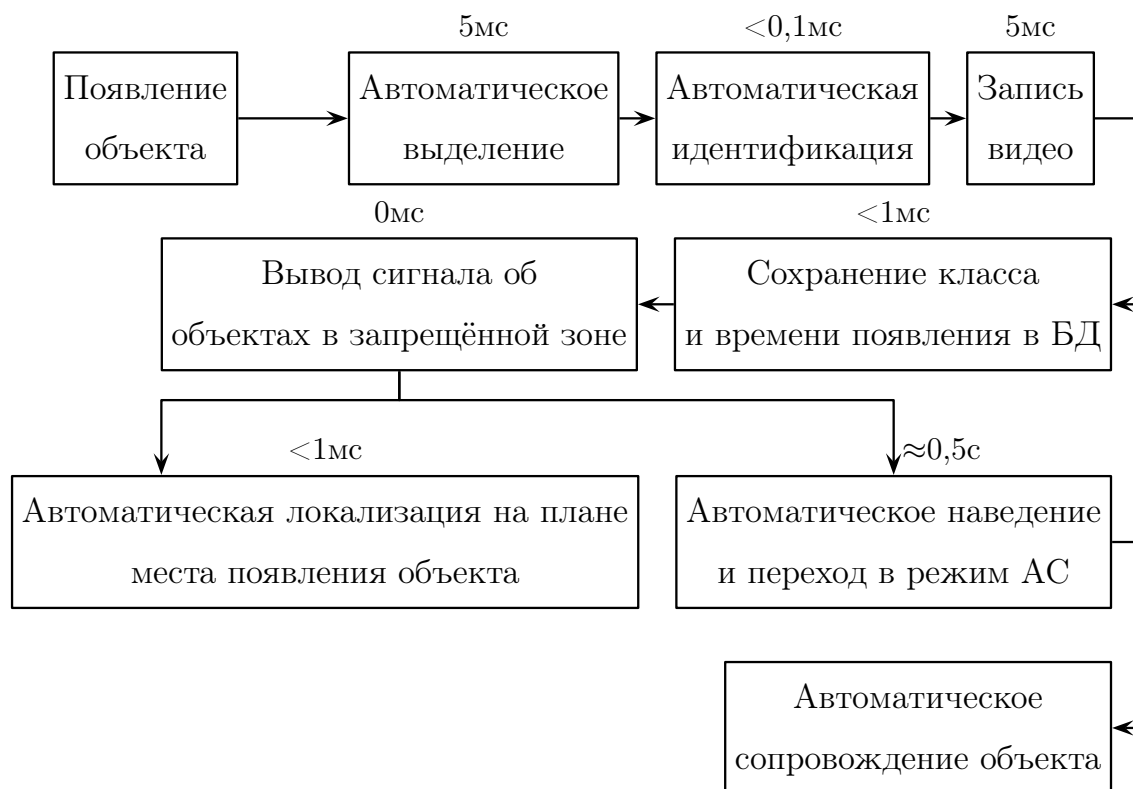 5мс
<0,1мс
5мс
Появление
объекта
Автоматическое
выделение
Автоматическая
идентификация
Запись
видео
0мс
<1мс
Вывод сигнала об
объектах в запрещённой зоне
Сохранение класса
и времени появления в БД
<1мс
≈0,5с
Автоматическая локализация на плане
места появления объекта
Автоматическое наведение
и переход в режим АС
Автоматическое
сопровождение объекта